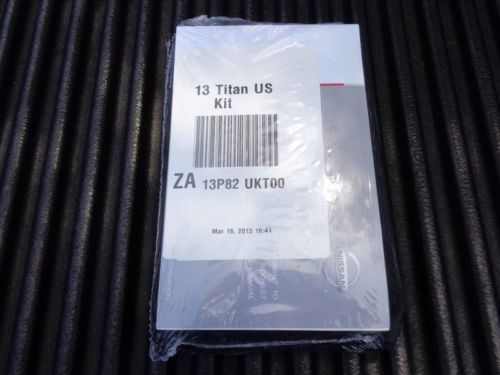 13 Titan US
Kit
ZA 13P82 UKT00
Mar 18, 2013 16:41
NISSAN